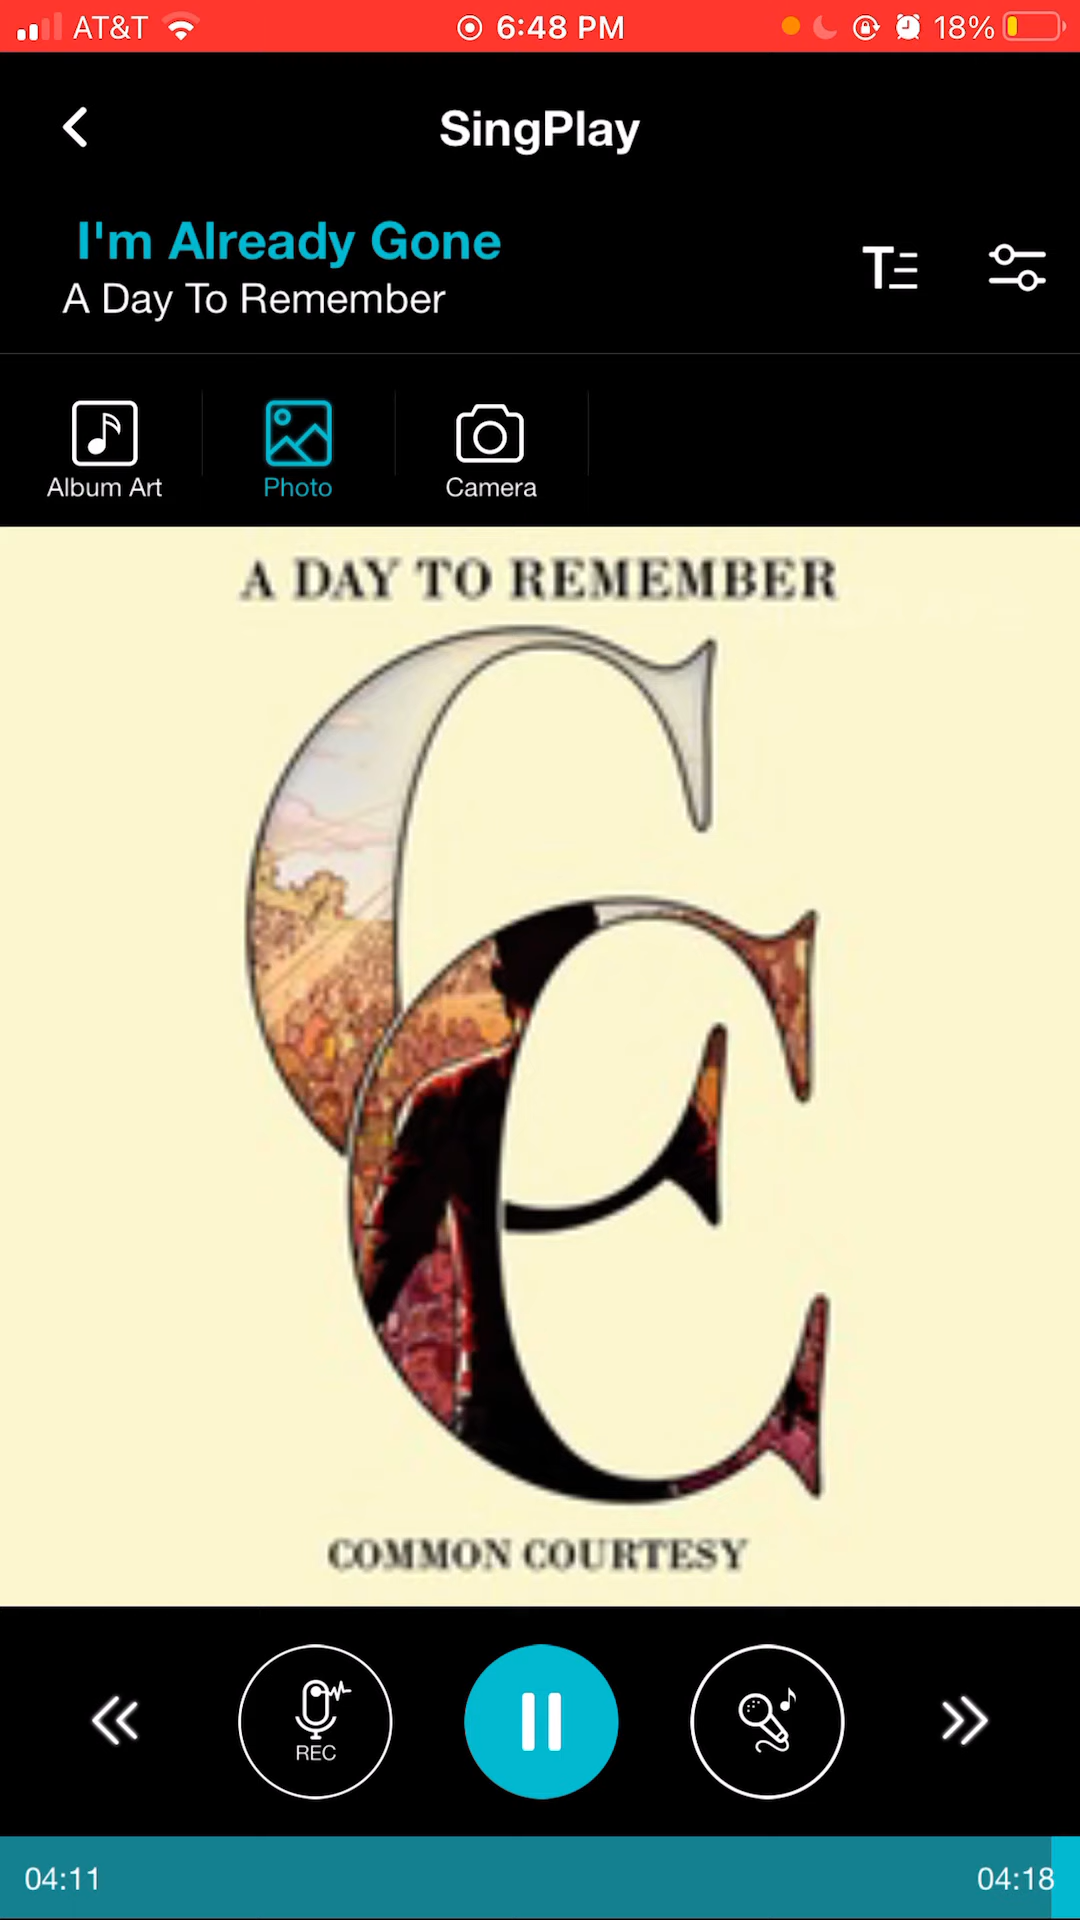 AT&T 6:48 PM 18%
SingPlay
I'm Already Gone
A Day To Remember
Album Art Photo Camera
A DAY TO REMEMBER
COMMON COURTESY
REC
04:11 04:18